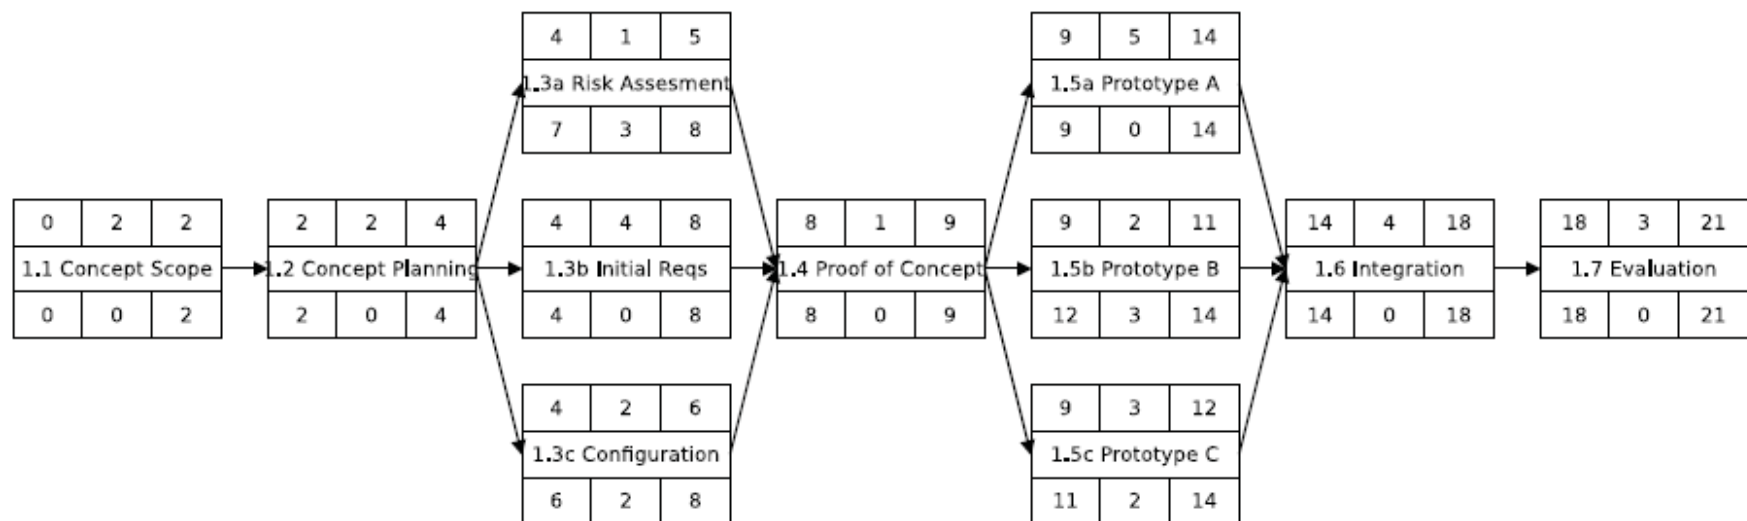 4 1 5
1.3a Risk Assesment
7 3 8
9 5 14
1.5a Prototype A
9 0 14
0 2 2
1.1 Concept Scope
0 0 2
2 2 4
1.2 Concept Planning
2 0 4
4 4 8
1.3b Initial Reqs
4 0 8
8 1 9
1.4 Proof of Concept
8 0 9
9 2 11
1.5b Prototype B
12 3 14
14 4 18
1.6 Integration
14 0 18
18 3 21
1.7 Evaluation
18 0 21
4 2 6
1.3c Configuration
6 2 8
9 3 12
1.5c Prototype C
11 2 14